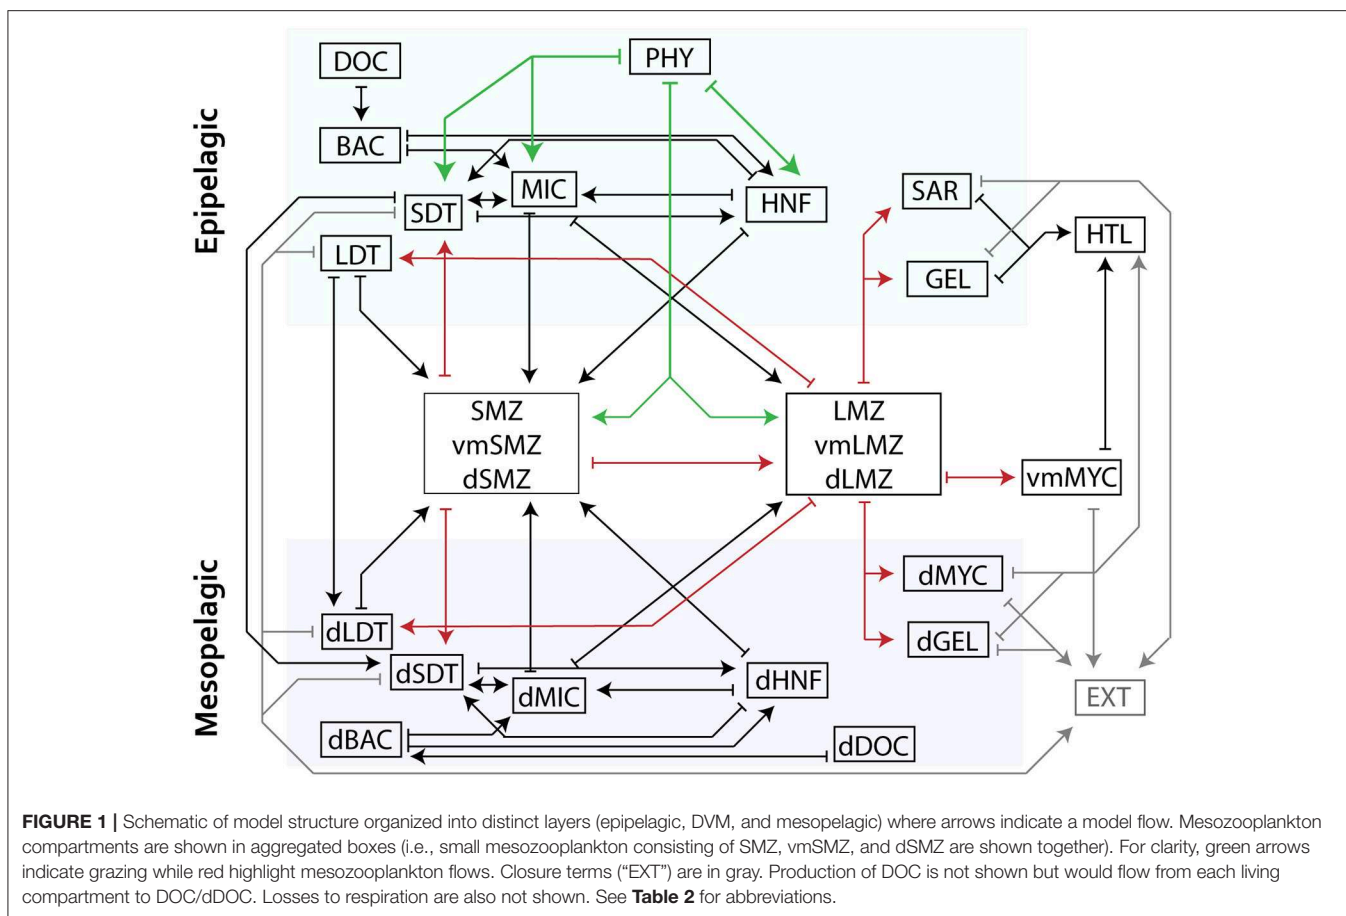 Epipelagic
DOC
PHY
BAC
MIC
SDT
HNF
SAR
HTL
LDT
GEL
SMZ
vmSMZ
dSMZ
LMZ
vmLMZ
dLMZ
vmMYC
Mesopelagic
dMYC
dLDT
dGEL
dSDT
dMIC
dHNF
EXT
dBAC
dDOC
FIGURE 1 | Schematic of model structure organized into distinct layers (epipelagic, DVM, and mesopelagic) where arrows indicate a model flow. Mesozooplankton
compartments are shown in aggregated boxes (i.e., small mesozooplankton consisting of SMZ, vmSMZ, and dSMZ are shown together). For clarity, green arrows
indicate grazing while red highlight mesozooplankton flows. Closure terms (“EXT”) are in gray. Production of DOC is not shown but would flow from each living
compartment to DOC/dDOC. Losses to respiration are also not shown. See Table 2 for abbreviations.